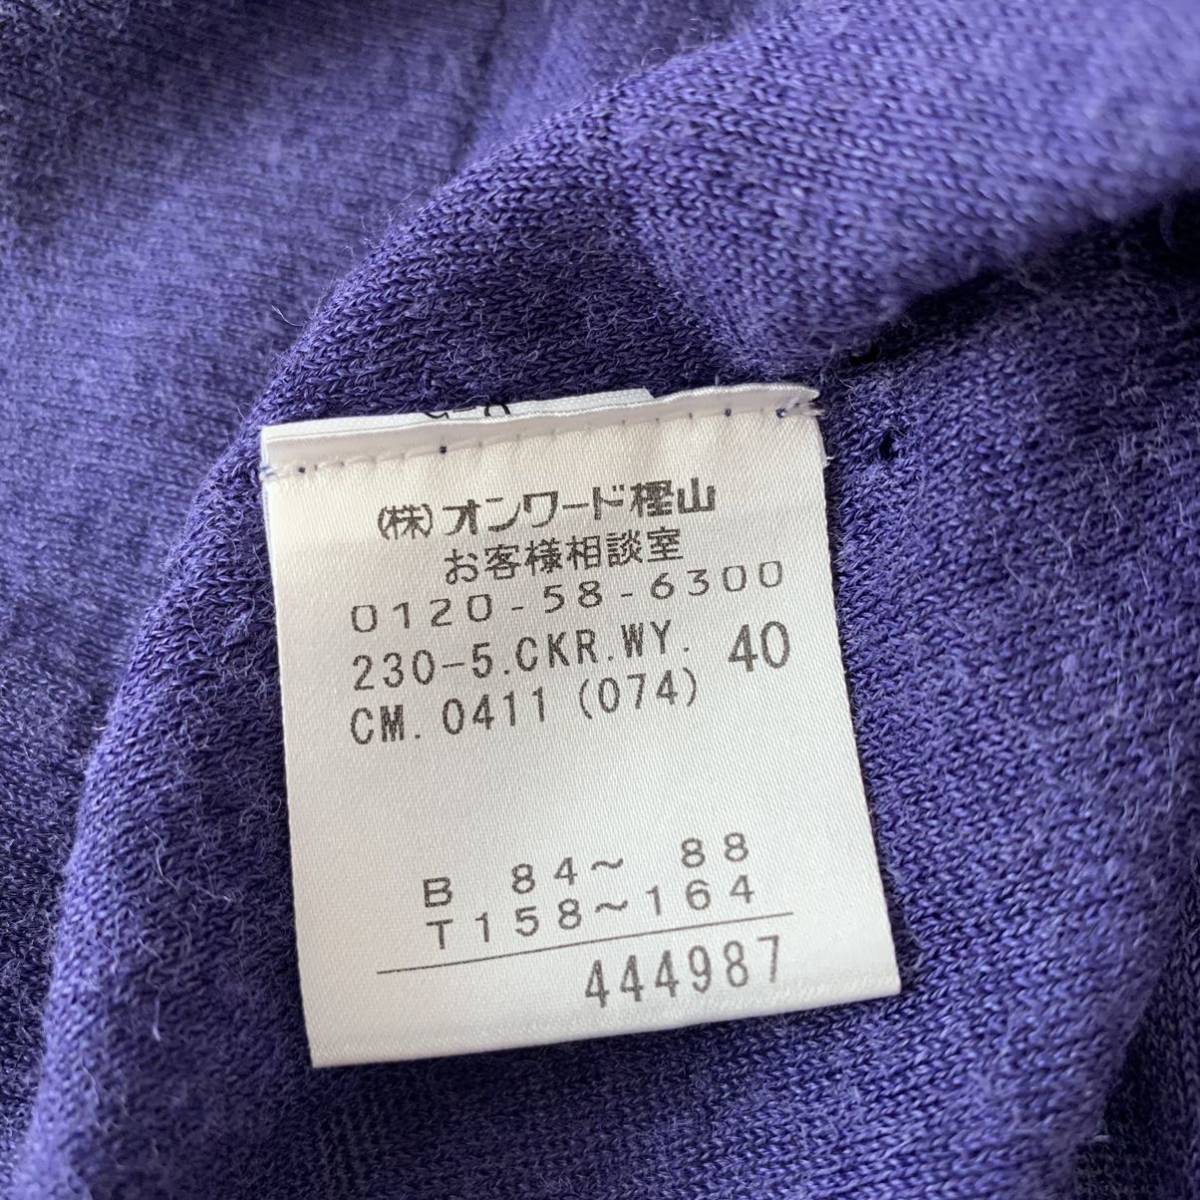 (株)オンワード樫山
お客様相談室
0120-58-6300
230-5.CKR.WY. 40
CM.0411(074)
B 84～ 88
T158～164
444987